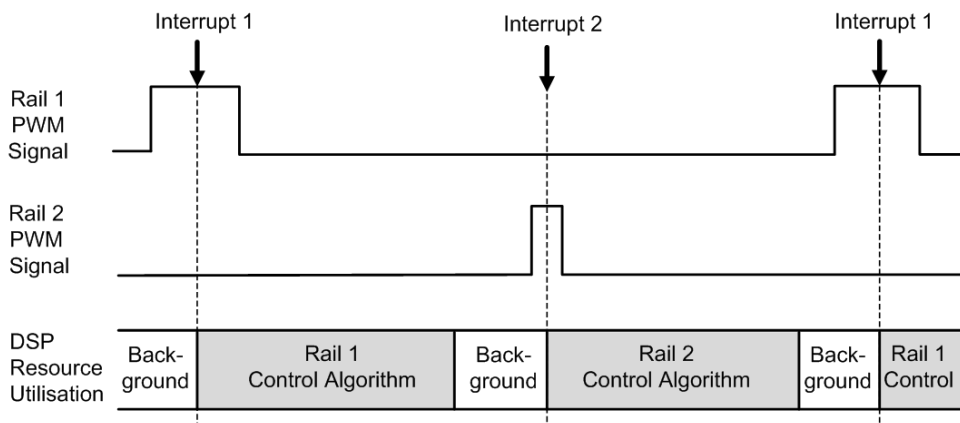 Interrupt 1
Interrupt 2
Interrupt 1
Rail 1
PWM
Signal
Rail 2
PWM
Signal
DSP
Resource
Utilisation
Back-
ground
Rail 1
Control Algorithm
Back-
ground
Rail 2
Control Algorithm
Back-
ground
Rail 1
Control